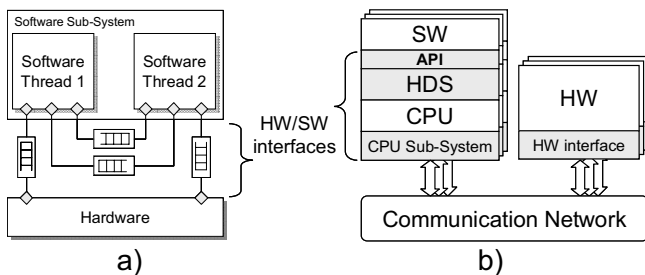 Software Sub-System
Software
Thread 1
Software
Thread 2
Hardware
a)
HW/SW
interfaces
SW
API
HDS
CPU
CPU Sub-System
HW
HW interface
Communication Network
b)